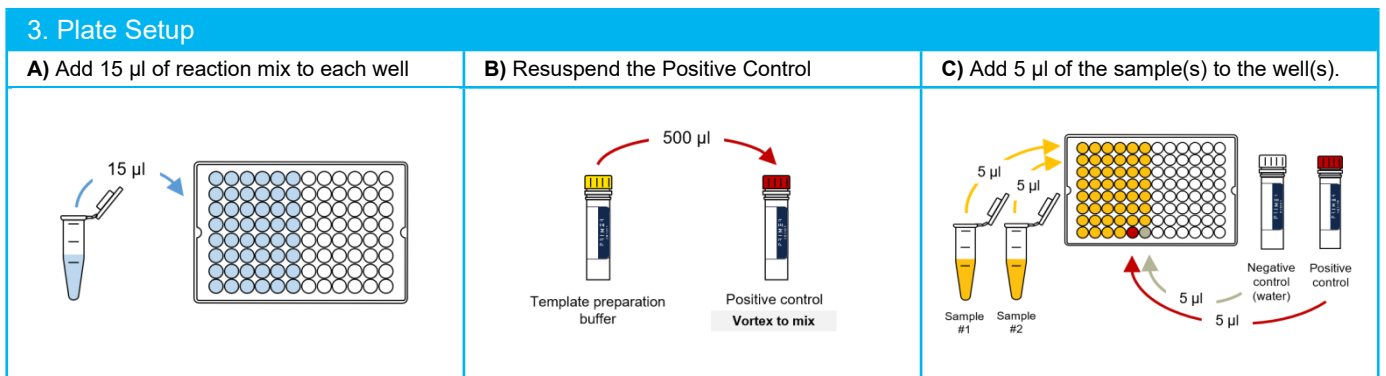 3. Plate Setup
A) Add 15 µl of reaction mix to each well
B) Resuspend the Positive Control
C) Add 5 µl of the sample(s) to the well(s).
15 µl
500 µl
Template preparation
buffer
Positive control
Vortex to mix
5 µl
5 µl
Sample
#1
Sample
#2
Negative
control
(water)
Positive
control
5 µl
5 µl